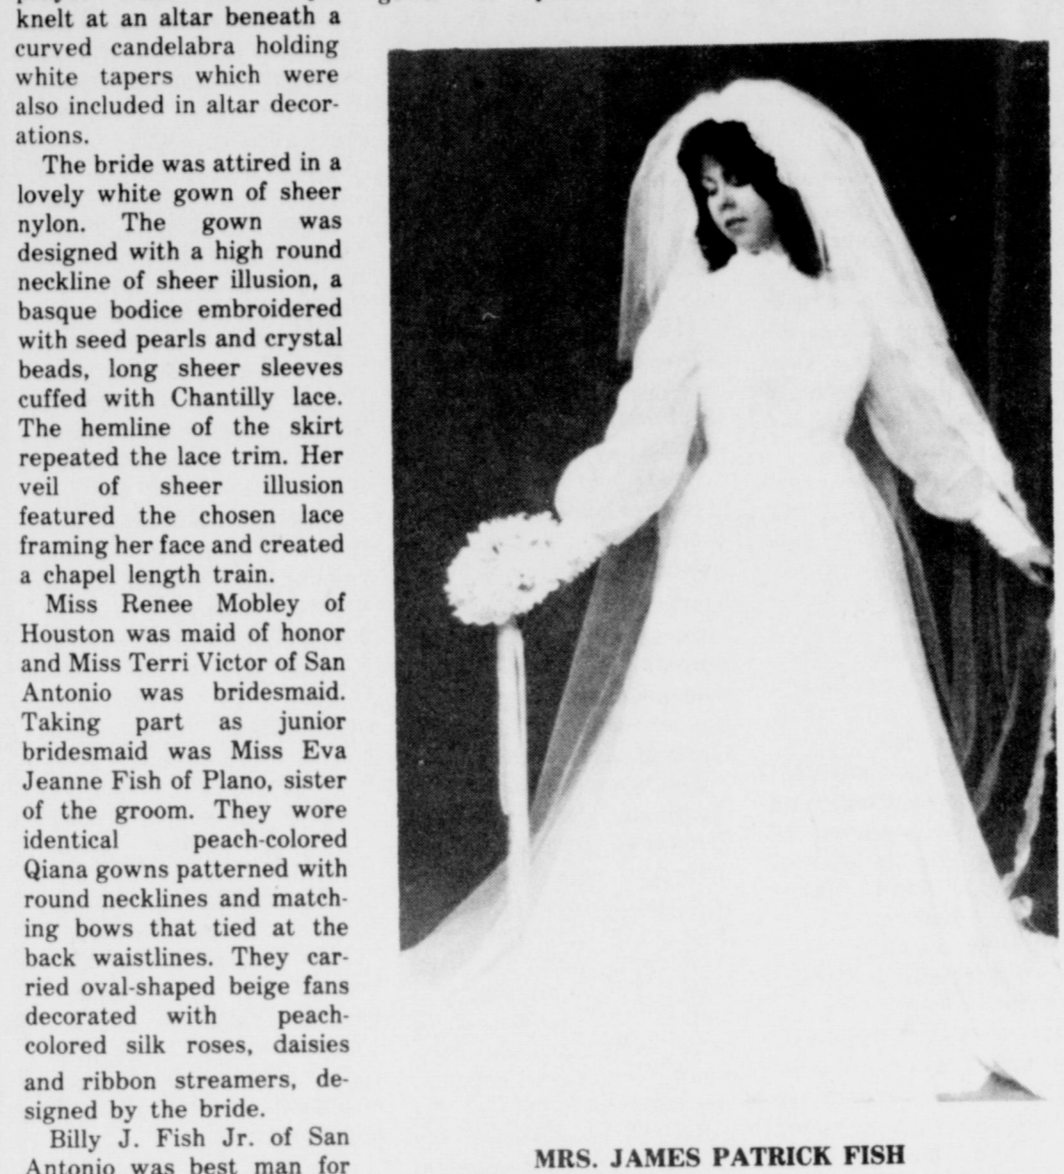 knelt at an altar beneath a
curved candelabra holding
white tapers which were
also included in altar decor-
ations.
The bride was attired in a
lovely white gown of sheer
nylon. The gown was
designed with a high round
neckline of sheer illusion, a
basque bodice embroidered
with seed pearls and crystal
beads, long sheer sleeves
cuffed with Chantilly lace.
The hemline of the skirt
repeated the lace trim. Her
veil of sheer illusion
featured the chosen lace
framing her face and created
a chapel length train.
Miss Renee Mobley of
Houston was maid of honor
and Miss Terri Victor of San
Antonio was bridesmaid.
Taking part as junior
bridesmaid was Miss Eva
Jeanne Fish of Plano, sister
of the groom. They wore
identical peach-colored
Qiana gowns patterned with
round necklines and match-
ing bows that tied at the
back waistlines. They car-
ried oval-shaped beige fans
decorated with peach-
colored silk roses, daisies
and ribbon streamers, de-
signed by the bride.
Billy J. Fish Jr. of San
Antonio was best man for
MRS. JAMES PATRICK FISH